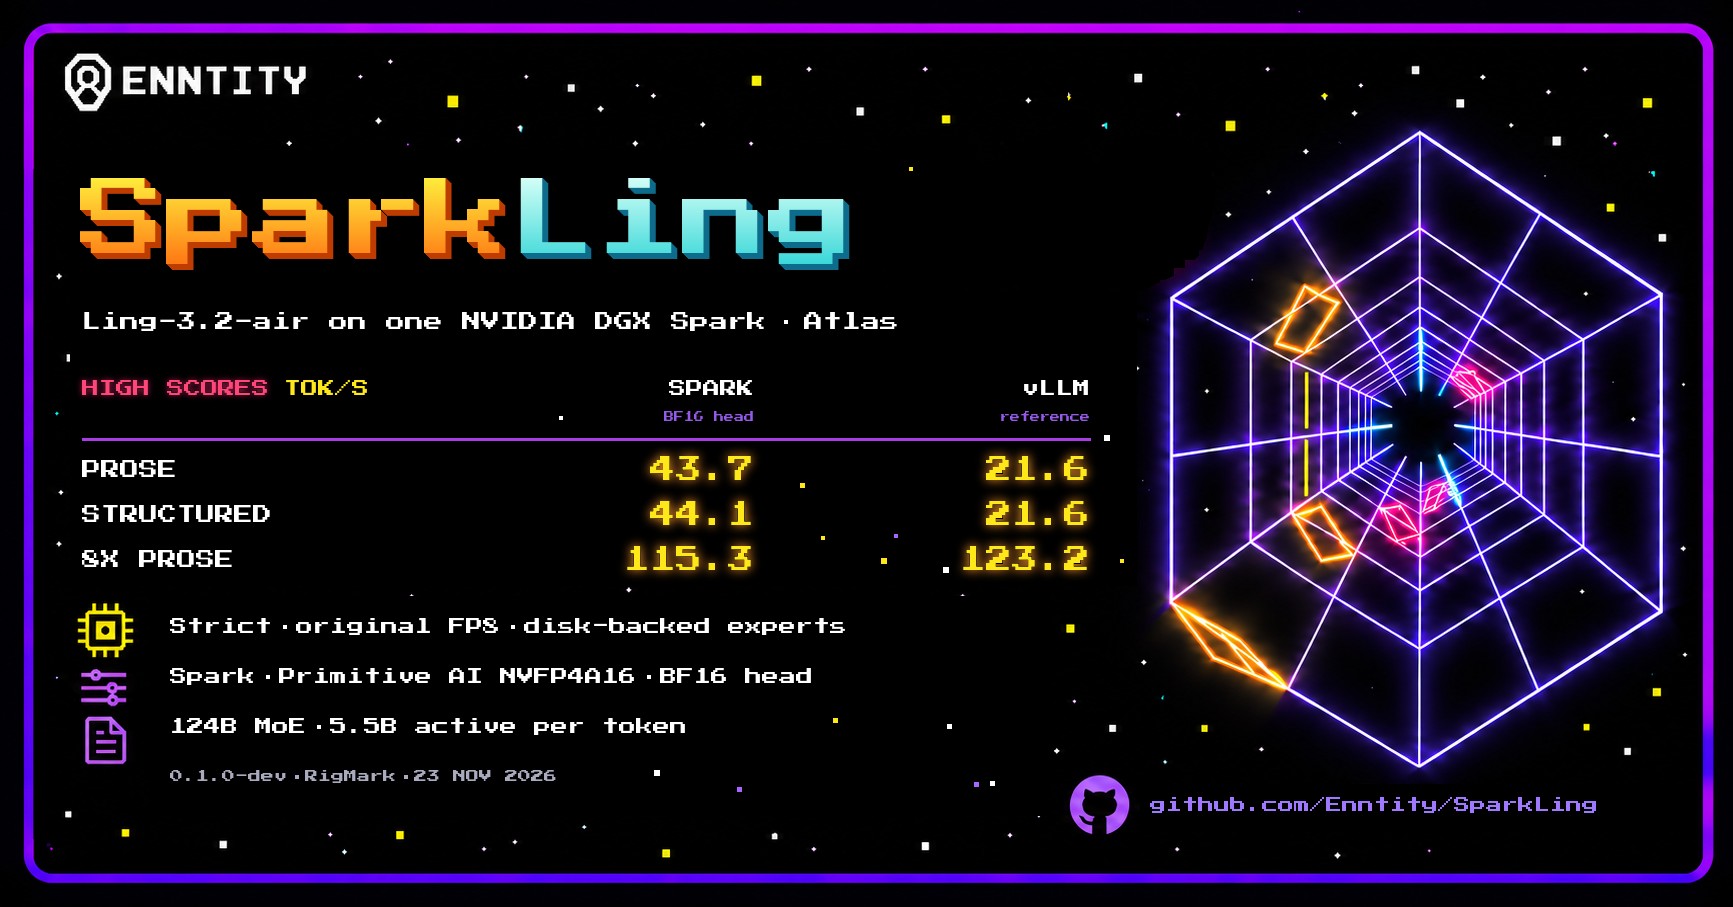 ENNTITY
SparkLing
Ling-3.2-air on one NVIDIA DGX Spark · Atlas
HIGH SCORES TOK/S SPARK vLLM
BF16 head reference
PROSE 43.7 21.6
STRUCTURED 44.1 21.6
8X PROSE 115.3 123.2
Strict · original FP8 · disk-backed experts
Spark · Primitive AI NVFP4A16 · BF16 head
124B MoE · 5.5B active per token
0.1.0-dev · RigMark · 23 NOV 2026
github.com/Enntity/SparkLing